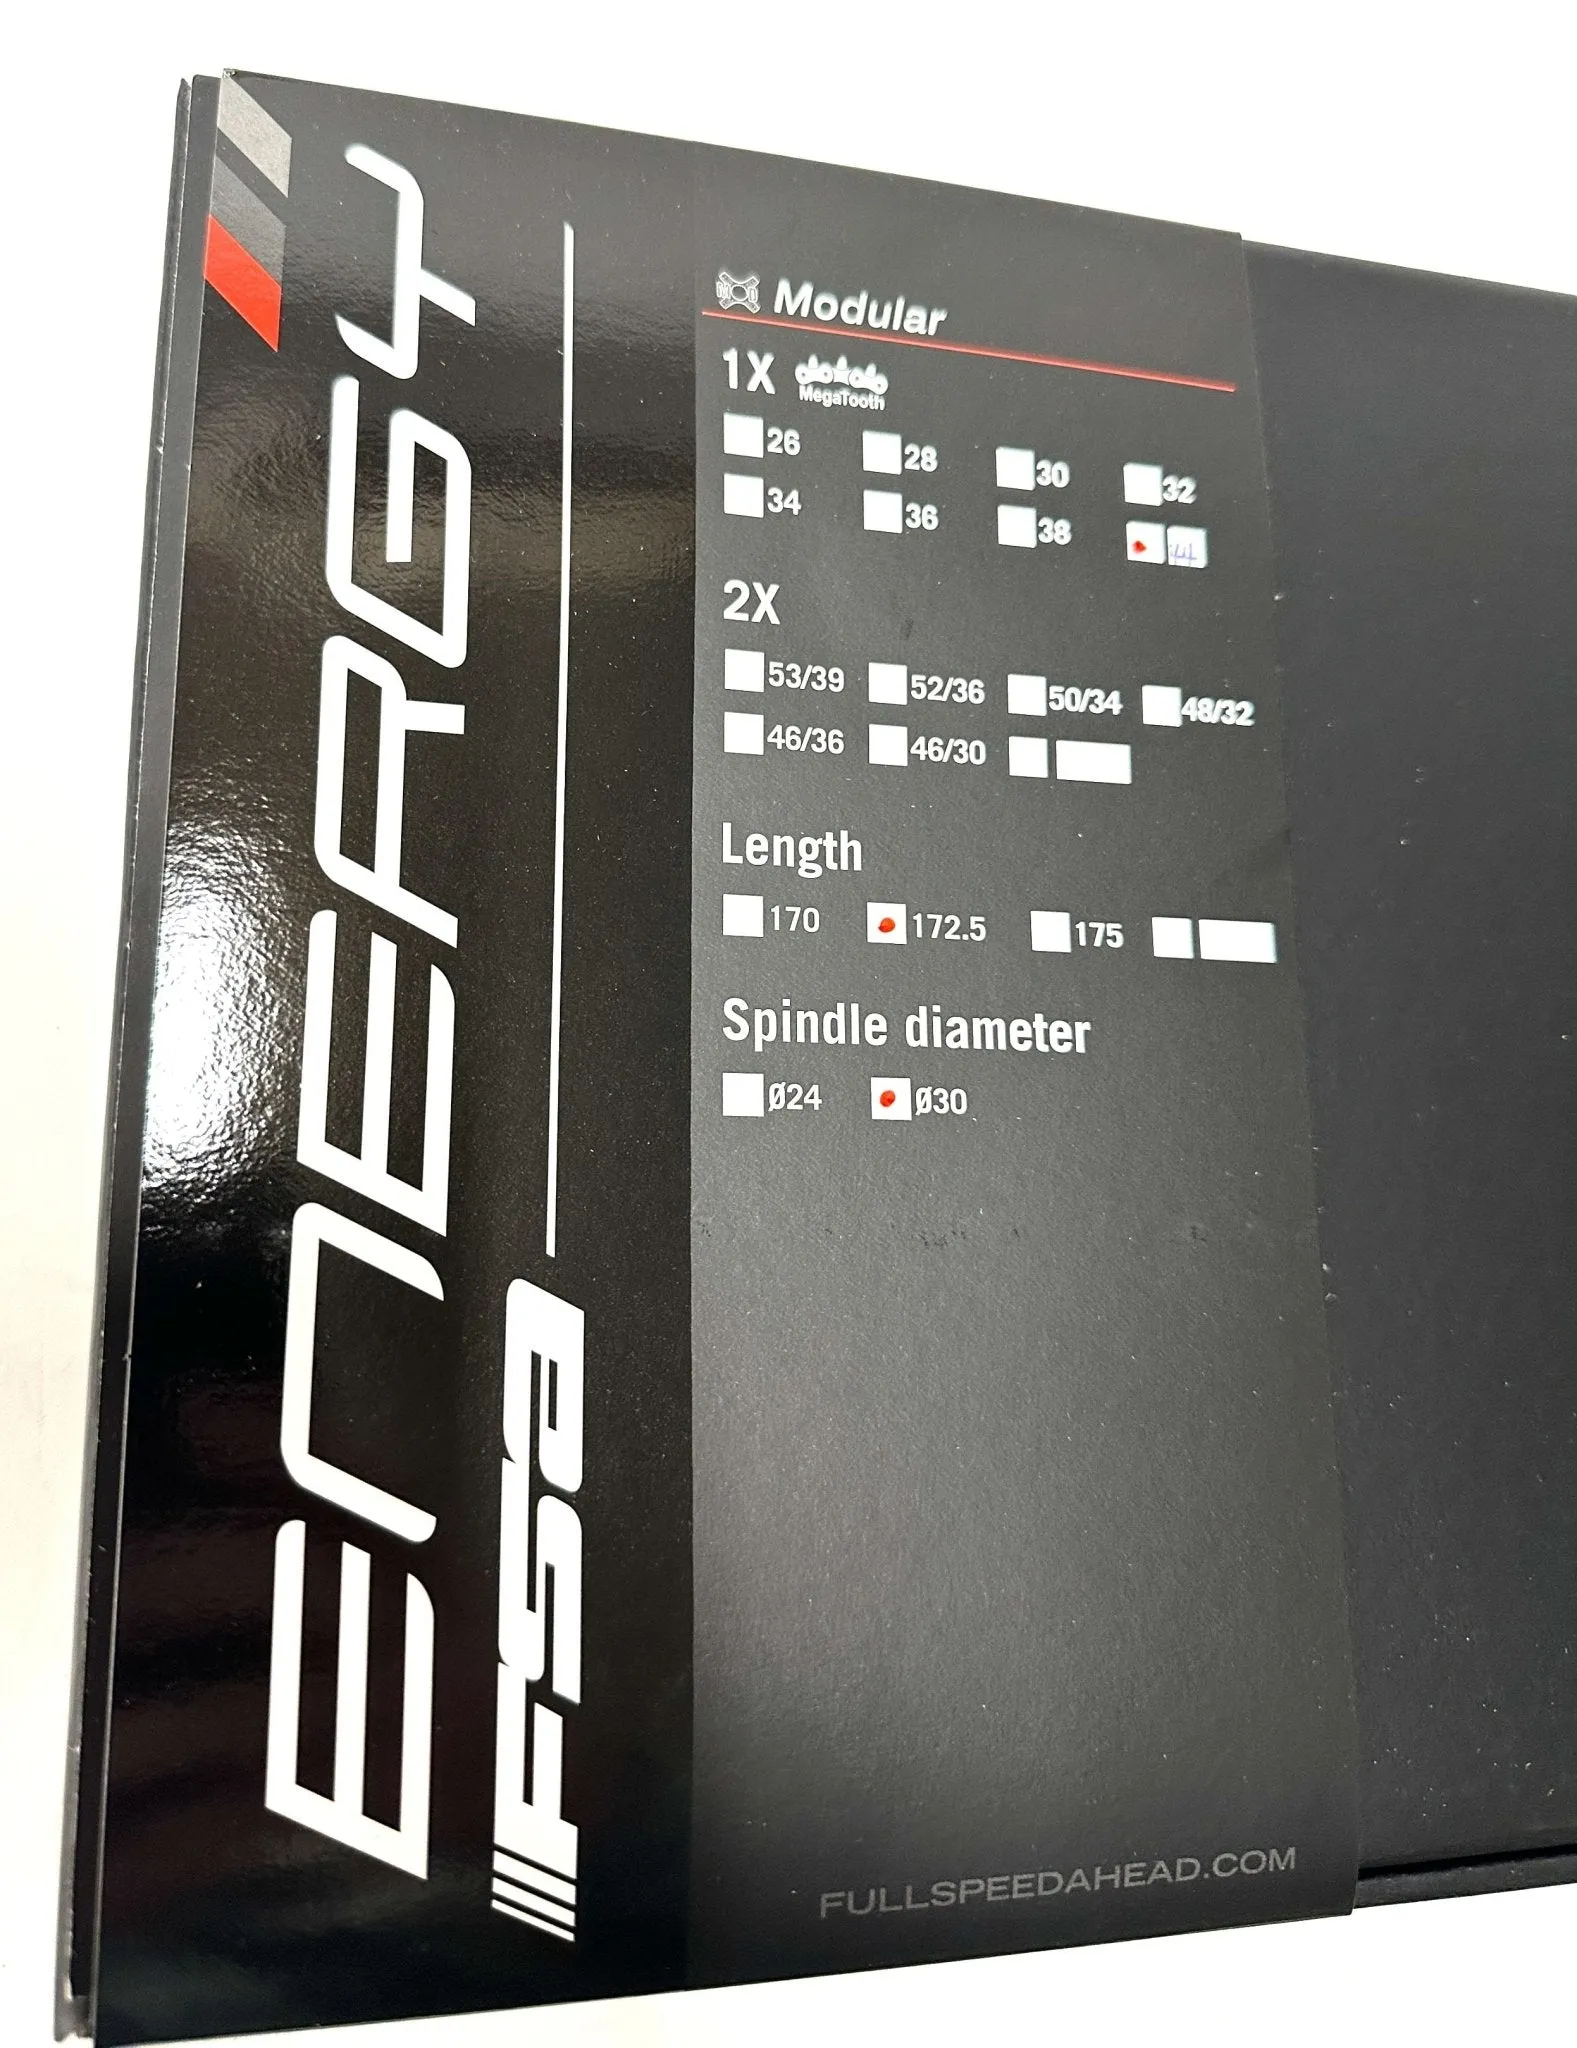 ENERGY
FSA
MOD Modular
1X MegaTooth
26 28 30 32
34 36 38 44
2X
53/39 52/36 50/34 48/32
46/36 46/30
Length
170 172.5 175
Spindle diameter
Ø24 Ø30
FULLSPEEDAHEAD.COM